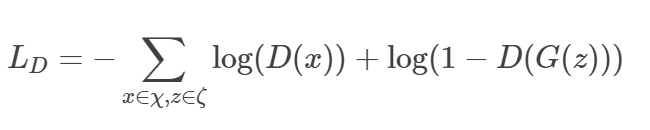 L_D = − ∑_{x∈χ,z∈ζ} log(D(x)) + log(1 − D(G(z)))